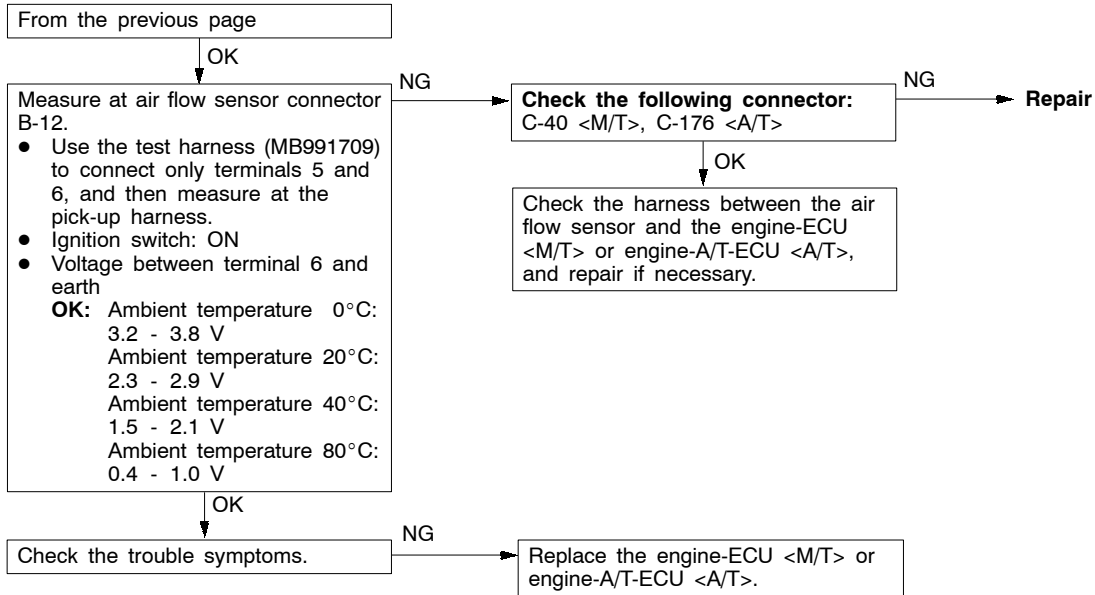 From the previous page
OK
Measure at air flow sensor connector
B-12.
● Use the test harness (MB991709)
to connect only terminals 5 and
6, and then measure at the
pick-up harness.
● Ignition switch: ON
● Voltage between terminal 6 and
earth
OK: Ambient temperature 0°C:
3.2 - 3.8 V
Ambient temperature 20°C:
2.3 - 2.9 V
Ambient temperature 40°C:
1.5 - 2.1 V
Ambient temperature 80°C:
0.4 - 1.0 V
NG
Check the following connector:
C-40 <M/T>, C-176 <A/T>
NG
Repair
OK
Check the harness between the air
flow sensor and the engine-ECU
<M/T> or engine-A/T-ECU <A/T>,
and repair if necessary.
OK
Check the trouble symptoms.
NG
Replace the engine-ECU <M/T> or
engine-A/T-ECU <A/T>.